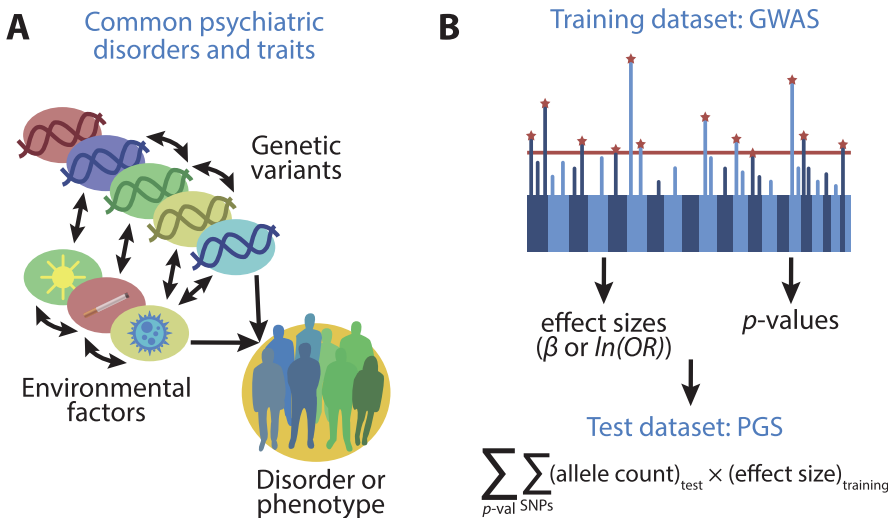 A
Common psychiatric
disorders and traits
Genetic
variants
Environmental
factors
Disorder or
phenotype
B
Training dataset: GWAS
effect sizes
(β or ln(OR))
p-values
Test dataset: PGS
∑ p-val ∑ SNPs (allele count) test × (effect size) training